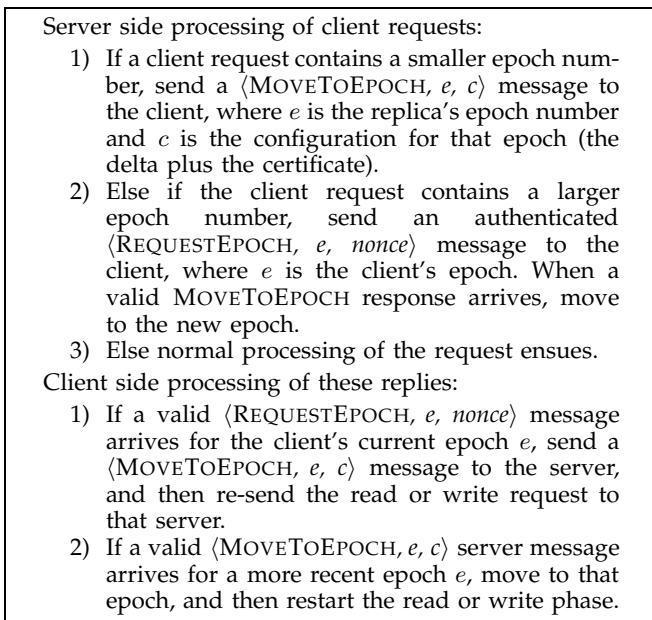 Server side processing of client requests:
1) If a client request contains a smaller epoch num-
ber, send a ⟨MOVETOEPOCH, e, c⟩ message to
the client, where e is the replica's epoch number
and c is the configuration for that epoch (the
delta plus the certificate).
2) Else if the client request contains a larger
epoch number, send an authenticated
⟨REQUESTEPOCH, e, nonce⟩ message to the
client, where e is the client's epoch. When a
valid MOVETOEPOCH response arrives, move
to the new epoch.
3) Else normal processing of the request ensues.
Client side processing of these replies:
1) If a valid ⟨REQUESTEPOCH, e, nonce⟩ message
arrives for the client's current epoch e, send a
⟨MOVETOEPOCH, e, c⟩ message to the server,
and then re-send the read or write request to
that server.
2) If a valid ⟨MOVETOEPOCH, e, c⟩ server message
arrives for a more recent epoch e, move to that
epoch, and then restart the read or write phase.